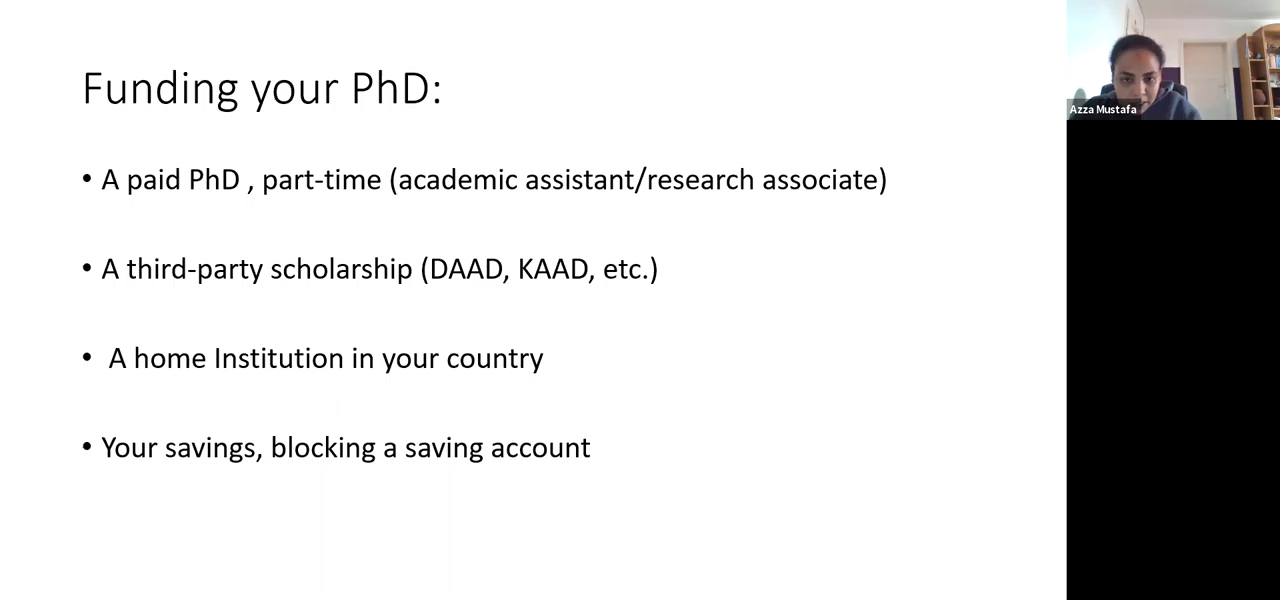 Funding your PhD:
• A paid PhD , part-time (academic assistant/research associate)
• A third-party scholarship (DAAD, KAAD, etc.)
• A home Institution in your country
• Your savings, blocking a saving account
Azza Mustafa